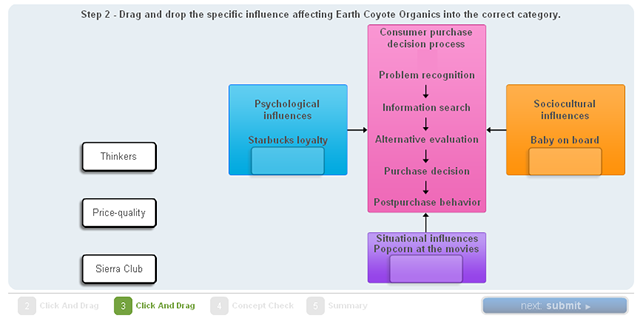 Step 2 - Drag and drop the specific influence affecting Earth Coyote Organics into the correct category.
Consumer purchase
decision process
Problem recognition
Information search
Alternative evaluation
Purchase decision
Postpurchase behavior
Psychological
influences
Starbucks loyalty
Sociocultural
influences
Baby on board
Situational influences
Popcorn at the movies
Thinkers
Price-quality
Sierra Club
2 Click And Drag
3 Click And Drag
4 Concept Check
5 Summary
next: submit ▸